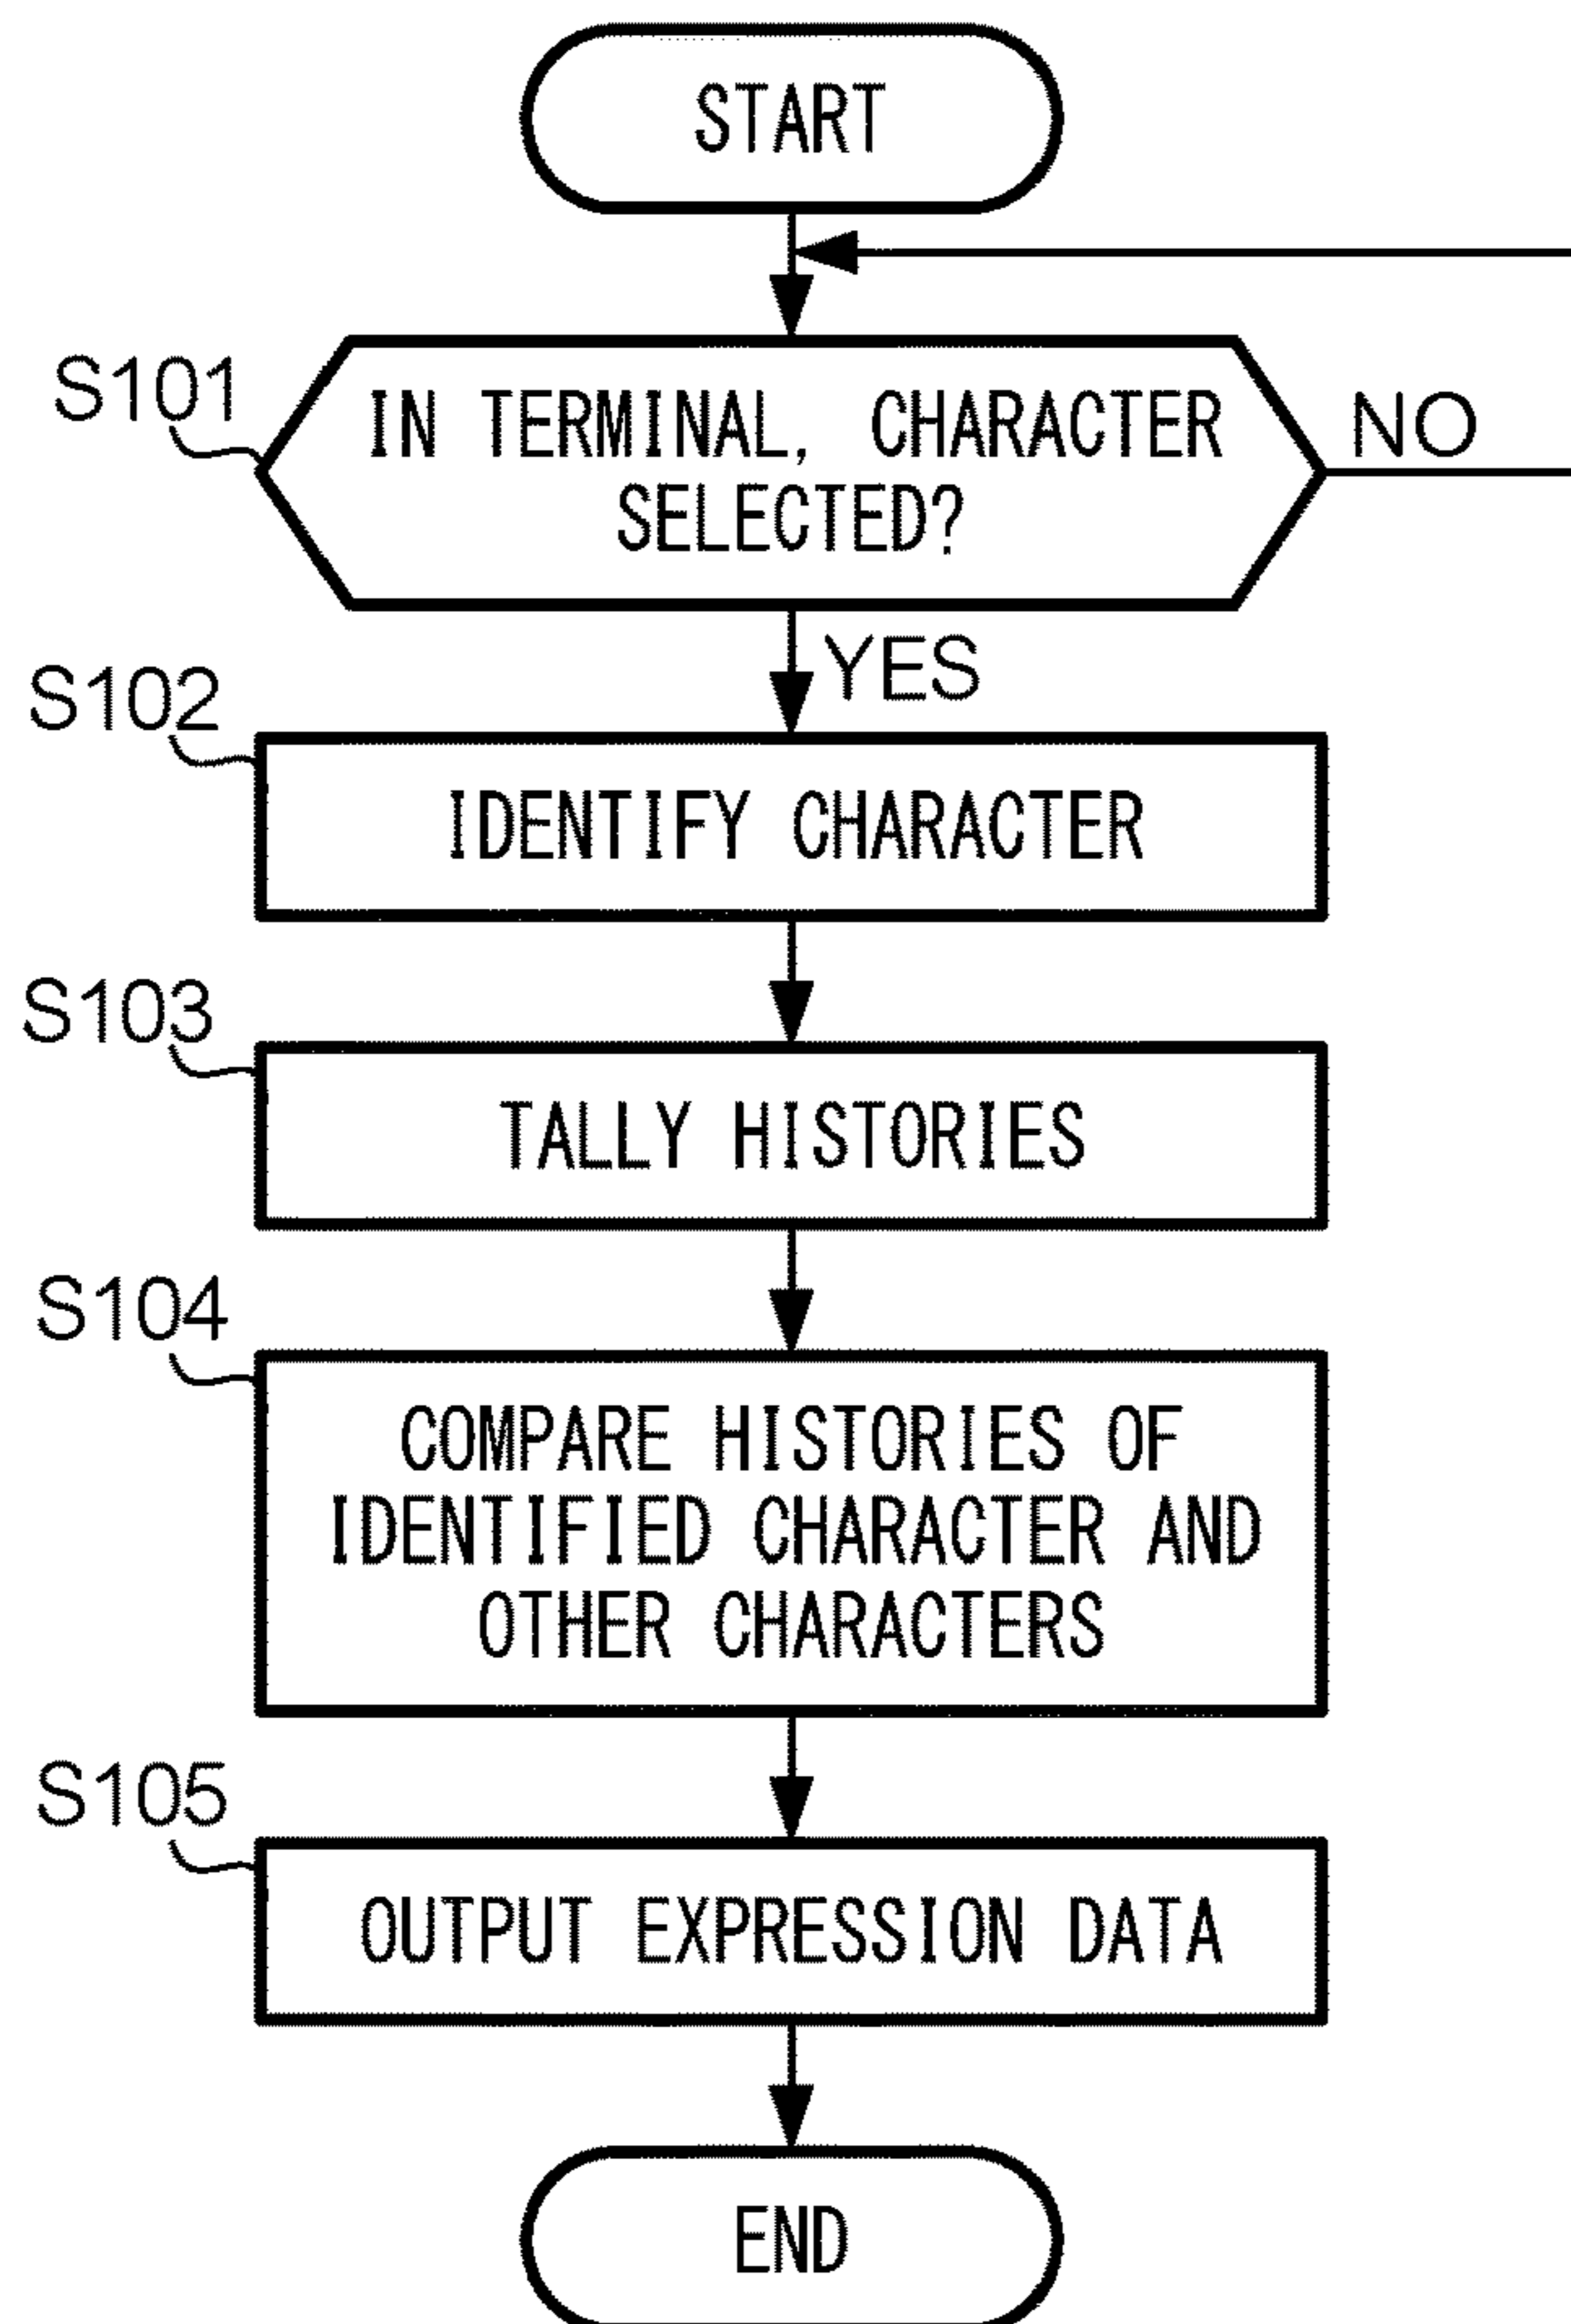 START
S101
IN TERMINAL, CHARACTER
SELECTED?
NO
YES
S102
IDENTIFY CHARACTER
S103
TALLY HISTORIES
S104
COMPARE HISTORIES OF
IDENTIFIED CHARACTER AND
OTHER CHARACTERS
S105
OUTPUT EXPRESSION DATA
END